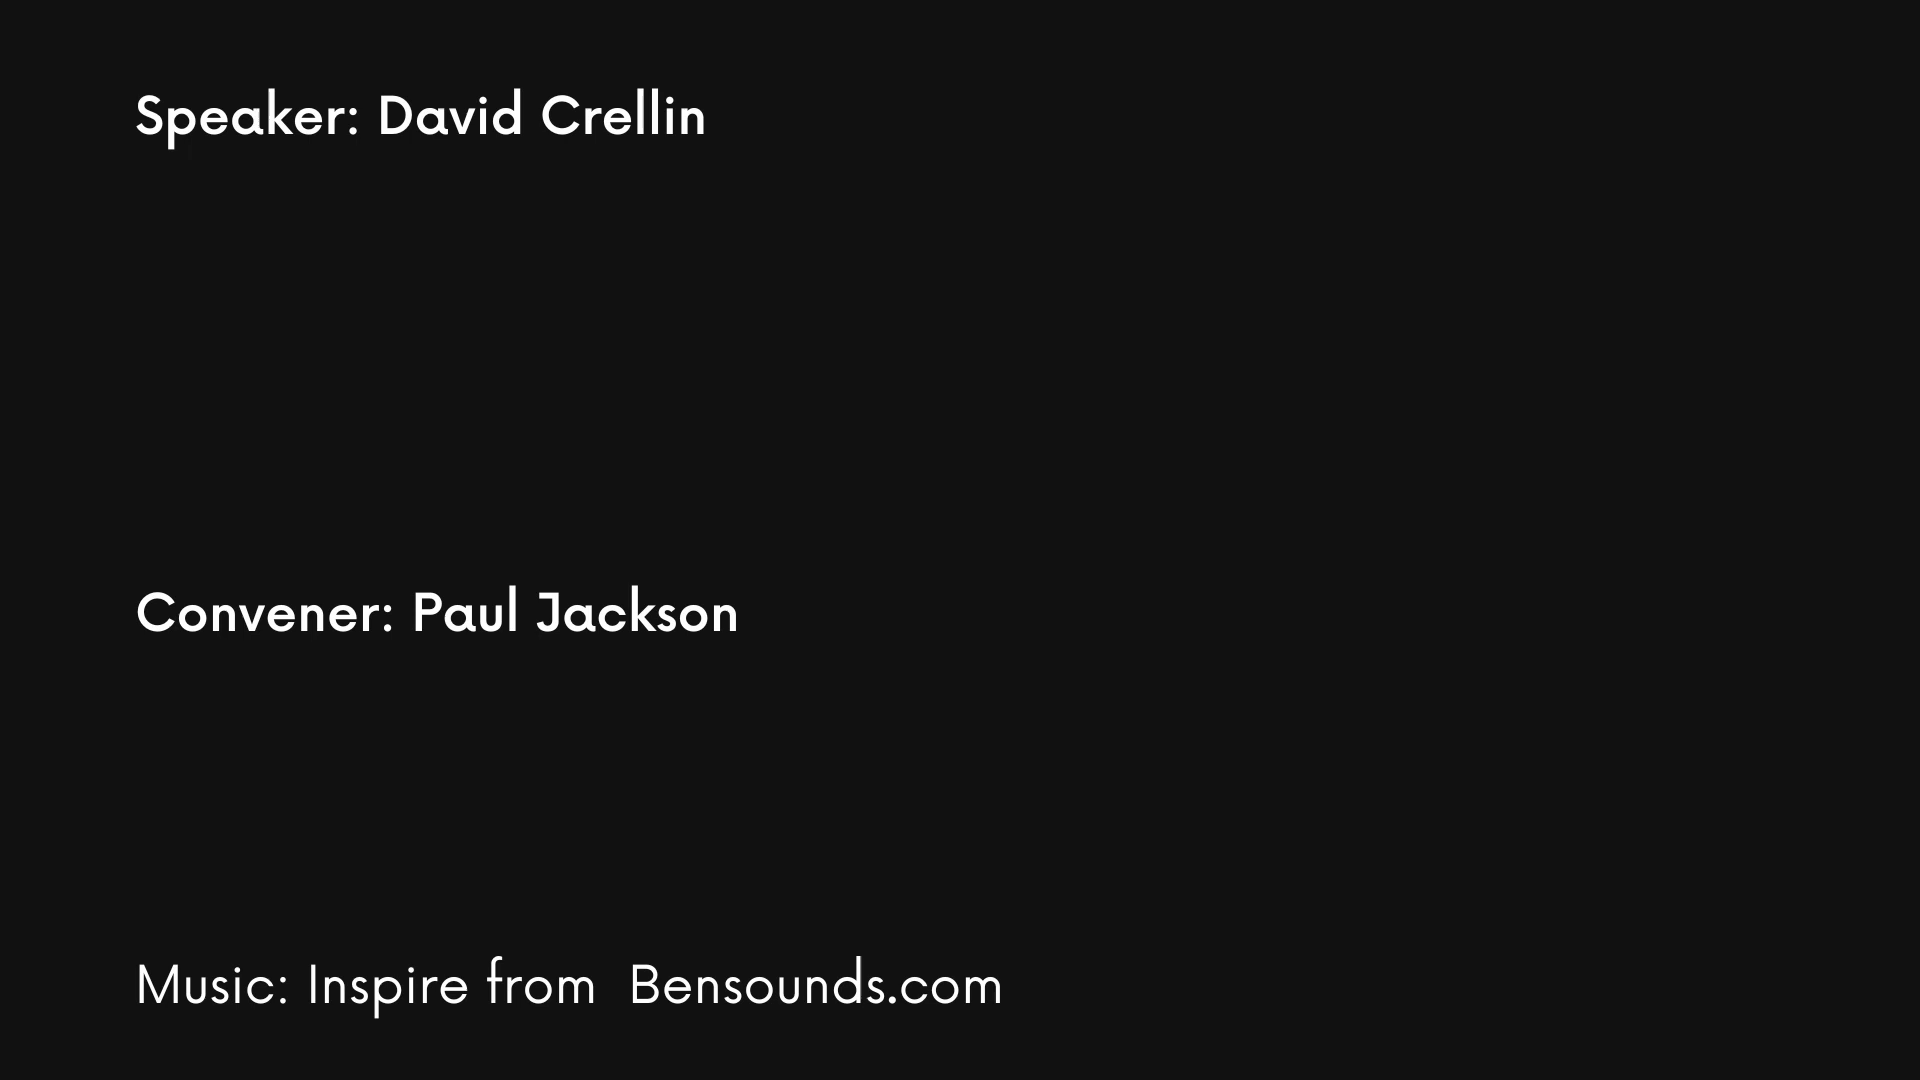 Speaker: David Crellin
Convener: Paul Jackson
Music: Inspire from  Bensounds.com